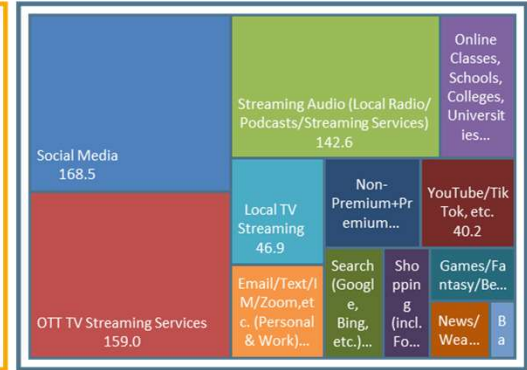 Social Media
168.5
OTT TV Streaming Services
159.0
Streaming Audio (Local Radio/
Podcasts/Streaming Services)
142.6
Online
Classes,
Schools,
Colleges,
Universit
ies...
Local TV
Streaming
46.9
Non-
Premium+Pr
emium...
YouTube/Tik
Tok, etc.
40.2
Email/Text/I
M/Zoom,et
c. (Personal
& Work)...
Search
(Googl
e,
Bing,
etc.)...
Sho
ppin
g
(incl.
Fo...
Games/Fa
ntasy/Be...
News/
Wea...
B
a